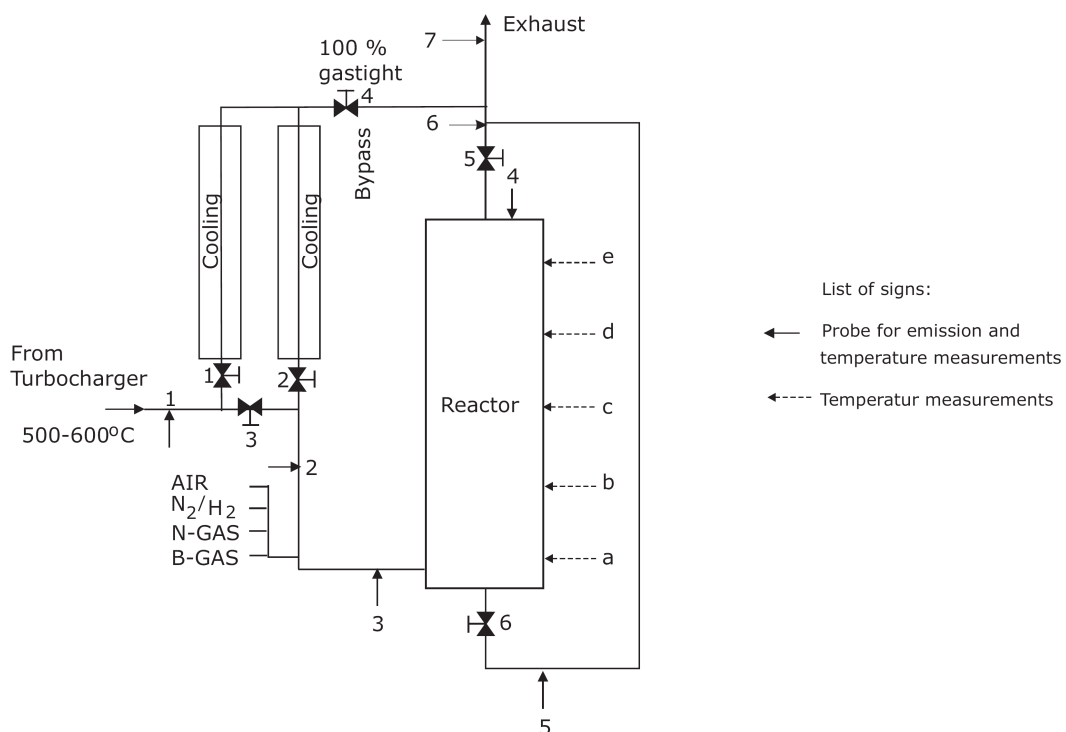 Exhaust
7
100 %
gastight
4
6
Bypass
5
4
Cooling
Cooling
e
d
c
b
a
From
Turbocharger
1
2
1
500-600ºC
3
Reactor
2
AIR
N₂/H₂
N-GAS
B-GAS
3
6
5
List of signs:
Probe for emission and
temperature measurements
Temperatur measurements